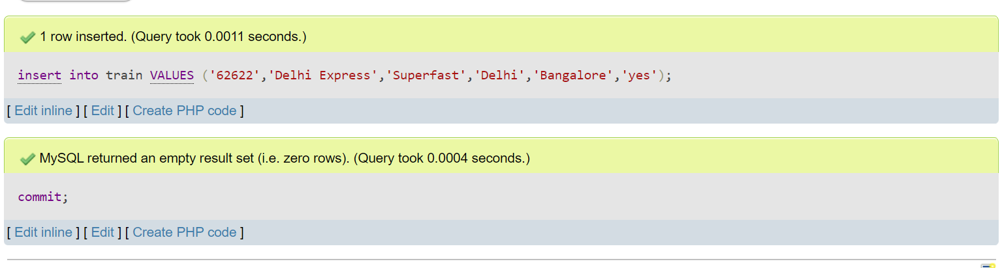 1 row inserted. (Query took 0.0011 seconds.)
insert into train VALUES ('62622','Delhi Express','Superfast','Delhi','Bangalore','yes');
[ Edit inline ] [ Edit ] [ Create PHP code ]
MySQL returned an empty result set (i.e. zero rows). (Query took 0.0004 seconds.)
commit;
[ Edit inline ] [ Edit ] [ Create PHP code ]